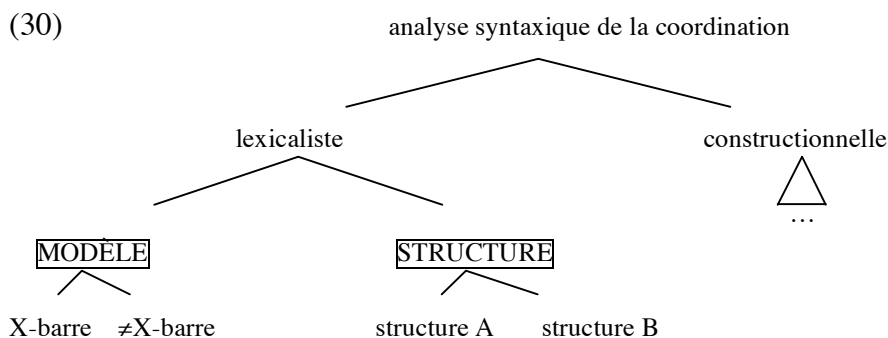 (30) analyse syntaxique de la coordination
lexicaliste constructionnelle
…
MODÈLE STRUCTURE
X-barre ≠X-barre structure A structure B